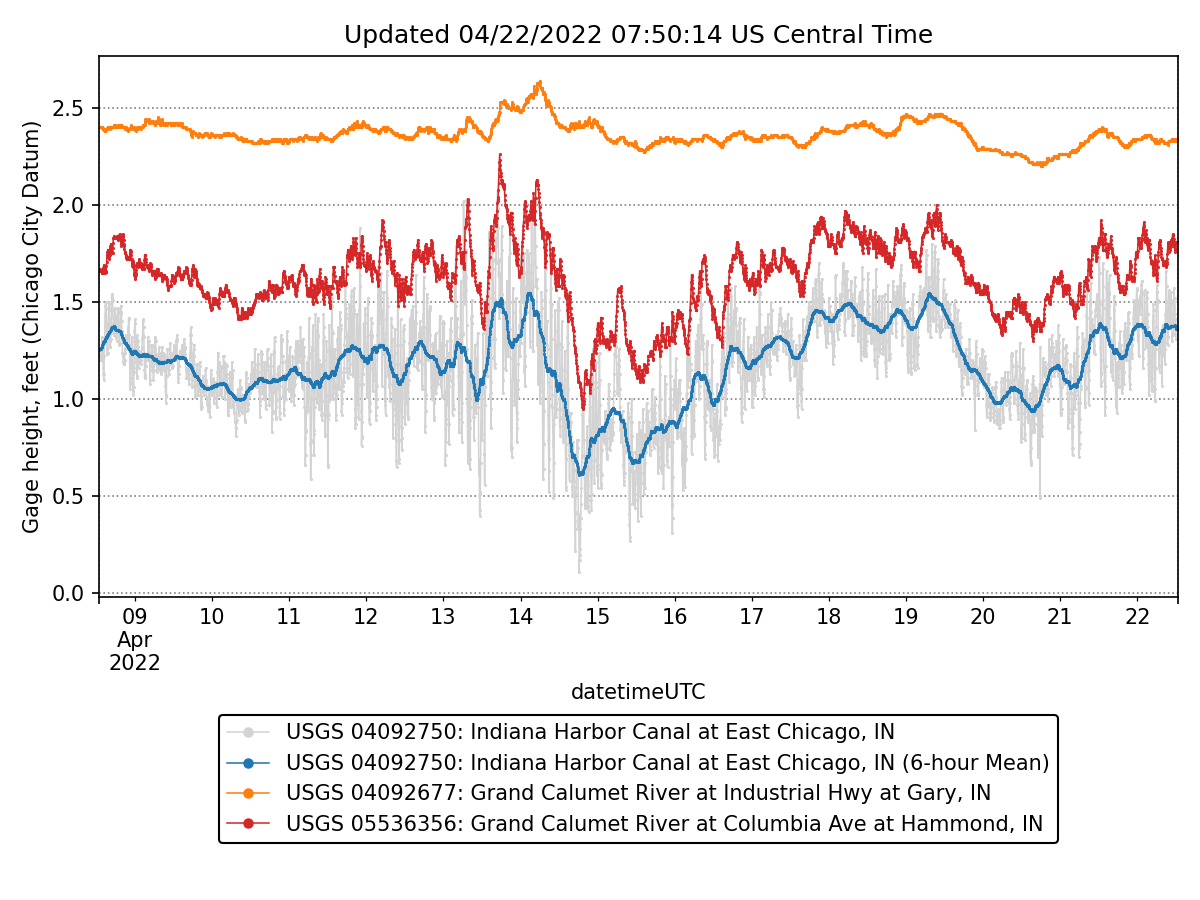 Updated 04/22/2022 07:50:14 US Central Time
Gage height, feet (Chicago City Datum)
2.5
2.0
1.5
1.0
0.5
0.0
09 10 11 12 13 14 15 16 17 18 19 20 21 22
Apr
2022
datetimeUTC
USGS 04092750: Indiana Harbor Canal at East Chicago, IN
USGS 04092750: Indiana Harbor Canal at East Chicago, IN (6-hour Mean)
USGS 04092677: Grand Calumet River at Industrial Hwy at Gary, IN
USGS 05536356: Grand Calumet River at Columbia Ave at Hammond, IN